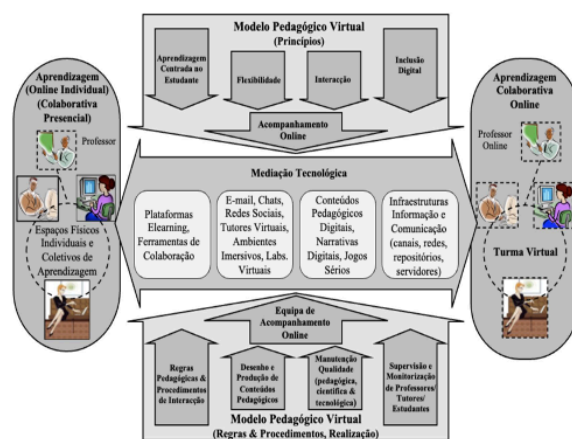 Modelo Pedagógico Virtual
(Princípios)
Aprendizagem
Centrada no
Estudante
Flexibilidade
Interacção
Inclusão
Digital
Acompanhamento
Online
Aprendizagem
(Online Individual)
(Colaborativa
Presencial)
Professor
Espaços Físicos
Individuais e
Coletivos de
Aprendizagem
Mediação Tecnológica
Plataformas
Elearning,
Ferramentas de
Colaboração
E-mail, Chats,
Redes Sociais,
Tutores Virtuais,
Ambientes
Imersivos, Labs.
Virtuais
Conteúdos
Pedagógicos
Digitais,
Narrativas
Digitais, Jogos
Sérios
Infraestruturas
Informação e
Comunicação
(canais, redes,
repositórios,
servidores)
Aprendizagem
Colaborativa
Online
Professor
Online
Turma Virtual
Equipa de
Acompanhamento
Online
Regras
Pedagógicas &
Procedimentos
de Interacção
Desenho e
Produção de
Conteúdos
Pedagógicos
Manutenção
Qualidade
(pedagógica,
científica &
tecnológica)
Supervisão e
Monitorização
de Professores/
Tutores/
Estudantes
Modelo Pedagógico Virtual
(Regras & Procedimentos, Realização)